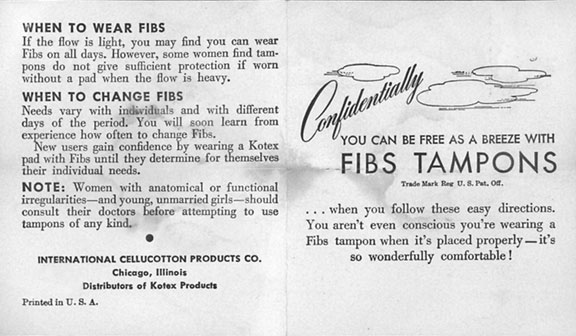 WHEN TO WEAR FIBS
If the flow is light, you may find you can wear
Fibs on all days. However, some women find tam-
pons do not give sufficient protection if worn
without a pad when the flow is heavy.
WHEN TO CHANGE FIBS
Needs vary with individuals and with different
days of the period. You will soon learn from
experience how often to change Fibs.
New users gain confidence by wearing a Kotex
pad with Fibs until they determine for themselves
their individual needs.
NOTE: Women with anatomical or functional
irregularities—and young, unmarried girls—should
consult their doctors before attempting to use
tampons of any kind.
INTERNATIONAL CELLUCOTTON PRODUCTS CO.
Chicago, Illinois
Distributors of Kotex Products
Printed in U. S. A.
Confidentially
YOU CAN BE FREE AS A BREEZE WITH
FIBS TAMPONS
Trade Mark Reg U. S. Pat. Off.
. . . when you follow these easy directions.
You aren't even conscious you're wearing a
Fibs tampon when it's placed properly—it's
so wonderfully comfortable!